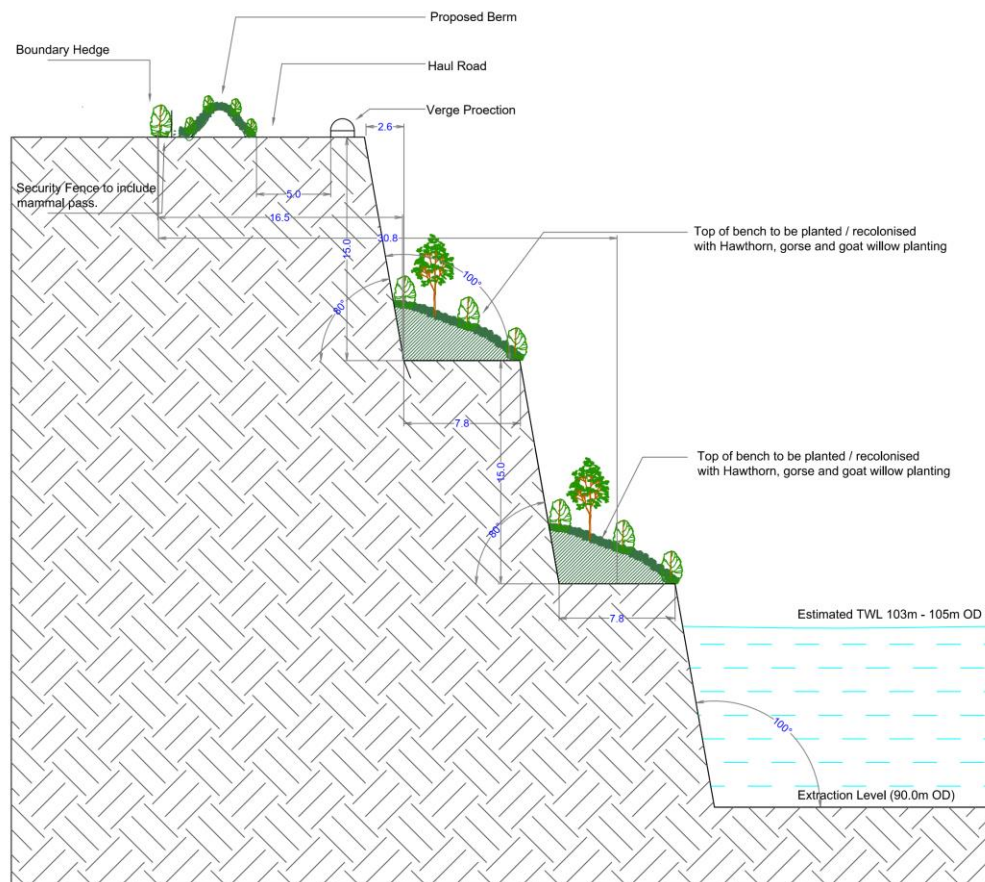 Proposed Berm
Boundary Hedge
Haul Road
Verge Proection
2.6
Security Fence to include
mammal pass.
5.0
16.5
30.8
15.0
Top of bench to be planted / recolonised
with Hawthorn, gorse and goat willow planting
100°
80°
7.8
15.0
Top of bench to be planted / recolonised
with Hawthorn, gorse and goat willow planting
80°
7.8
Estimated TWL 103m - 105m OD
100°
Extraction Level (90.0m OD)